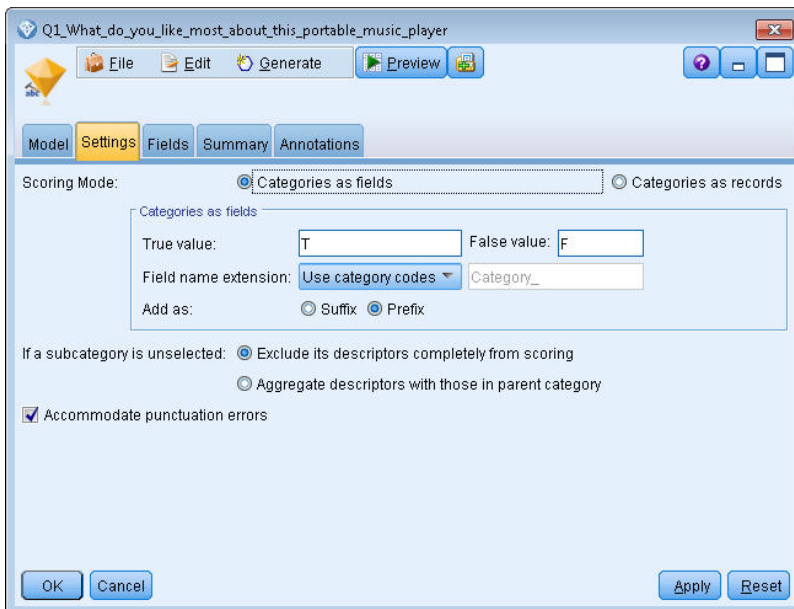 Q1_What_do_you_like_most_about_this_portable_music_player
File Edit Generate Preview
abc
Model Settings Fields Summary Annotations
Scoring Mode: Categories as fields Categories as records
Categories as fields
True value: T False value: F
Field name extension: Use category codes Category_
Add as: Suffix Prefix
If a subcategory is unselected: Exclude its descriptors completely from scoring
Aggregate descriptors with those in parent category
Accommodate punctuation errors
OK Cancel Apply Reset